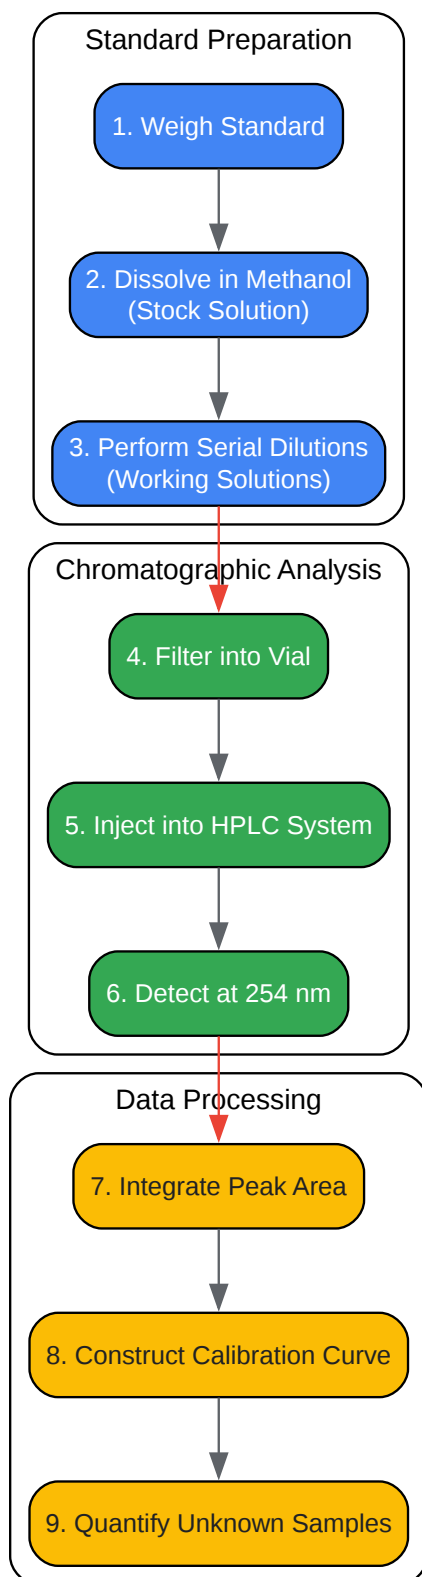 Standard Preparation
1. Weigh Standard
2. Dissolve in Methanol
(Stock Solution)
3. Perform Serial Dilutions
(Working Solutions)
Chromatographic Analysis
4. Filter into Vial
5. Inject into HPLC System
6. Detect at 254 nm
Data Processing
7. Integrate Peak Area
8. Construct Calibration Curve
9. Quantify Unknown Samples